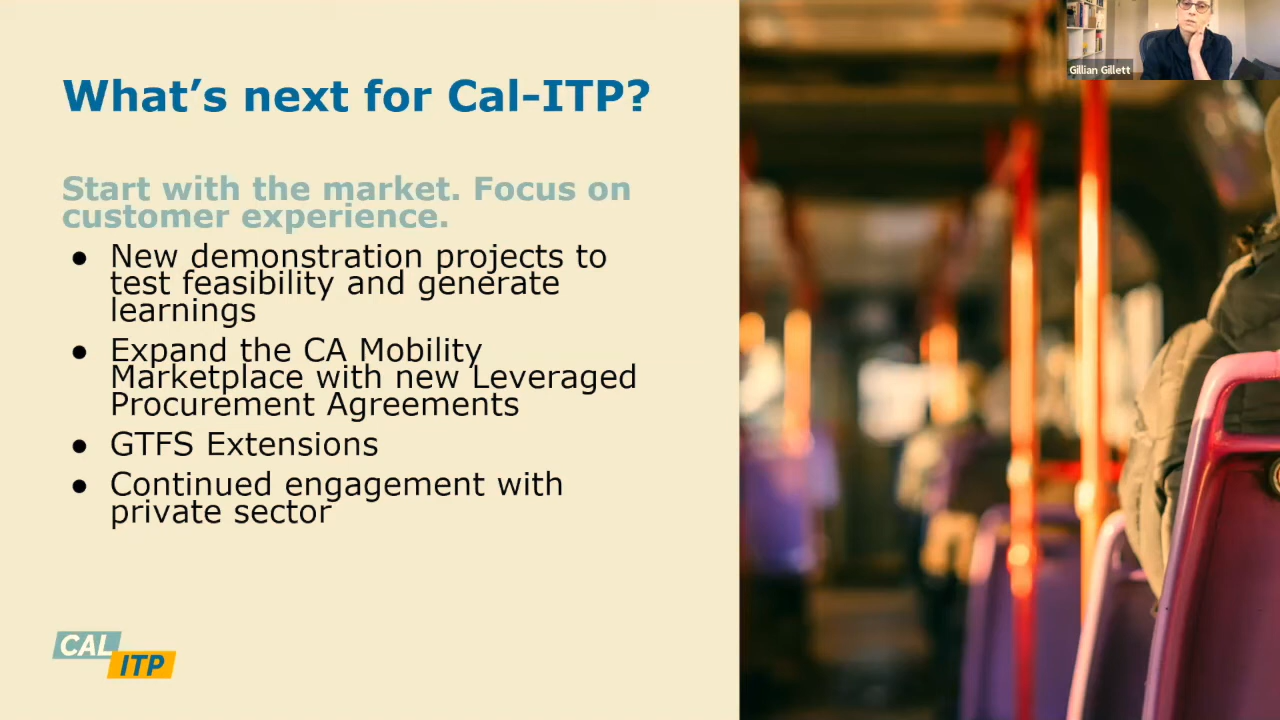 Gillian Gillett
What's next for Cal-ITP?
Start with the market. Focus on
customer experience.
● New demonstration projects to
test feasibility and generate
learnings
● Expand the CA Mobility
Marketplace with new Leveraged
Procurement Agreements
● GTFS Extensions
● Continued engagement with
private sector
CAL
ITP